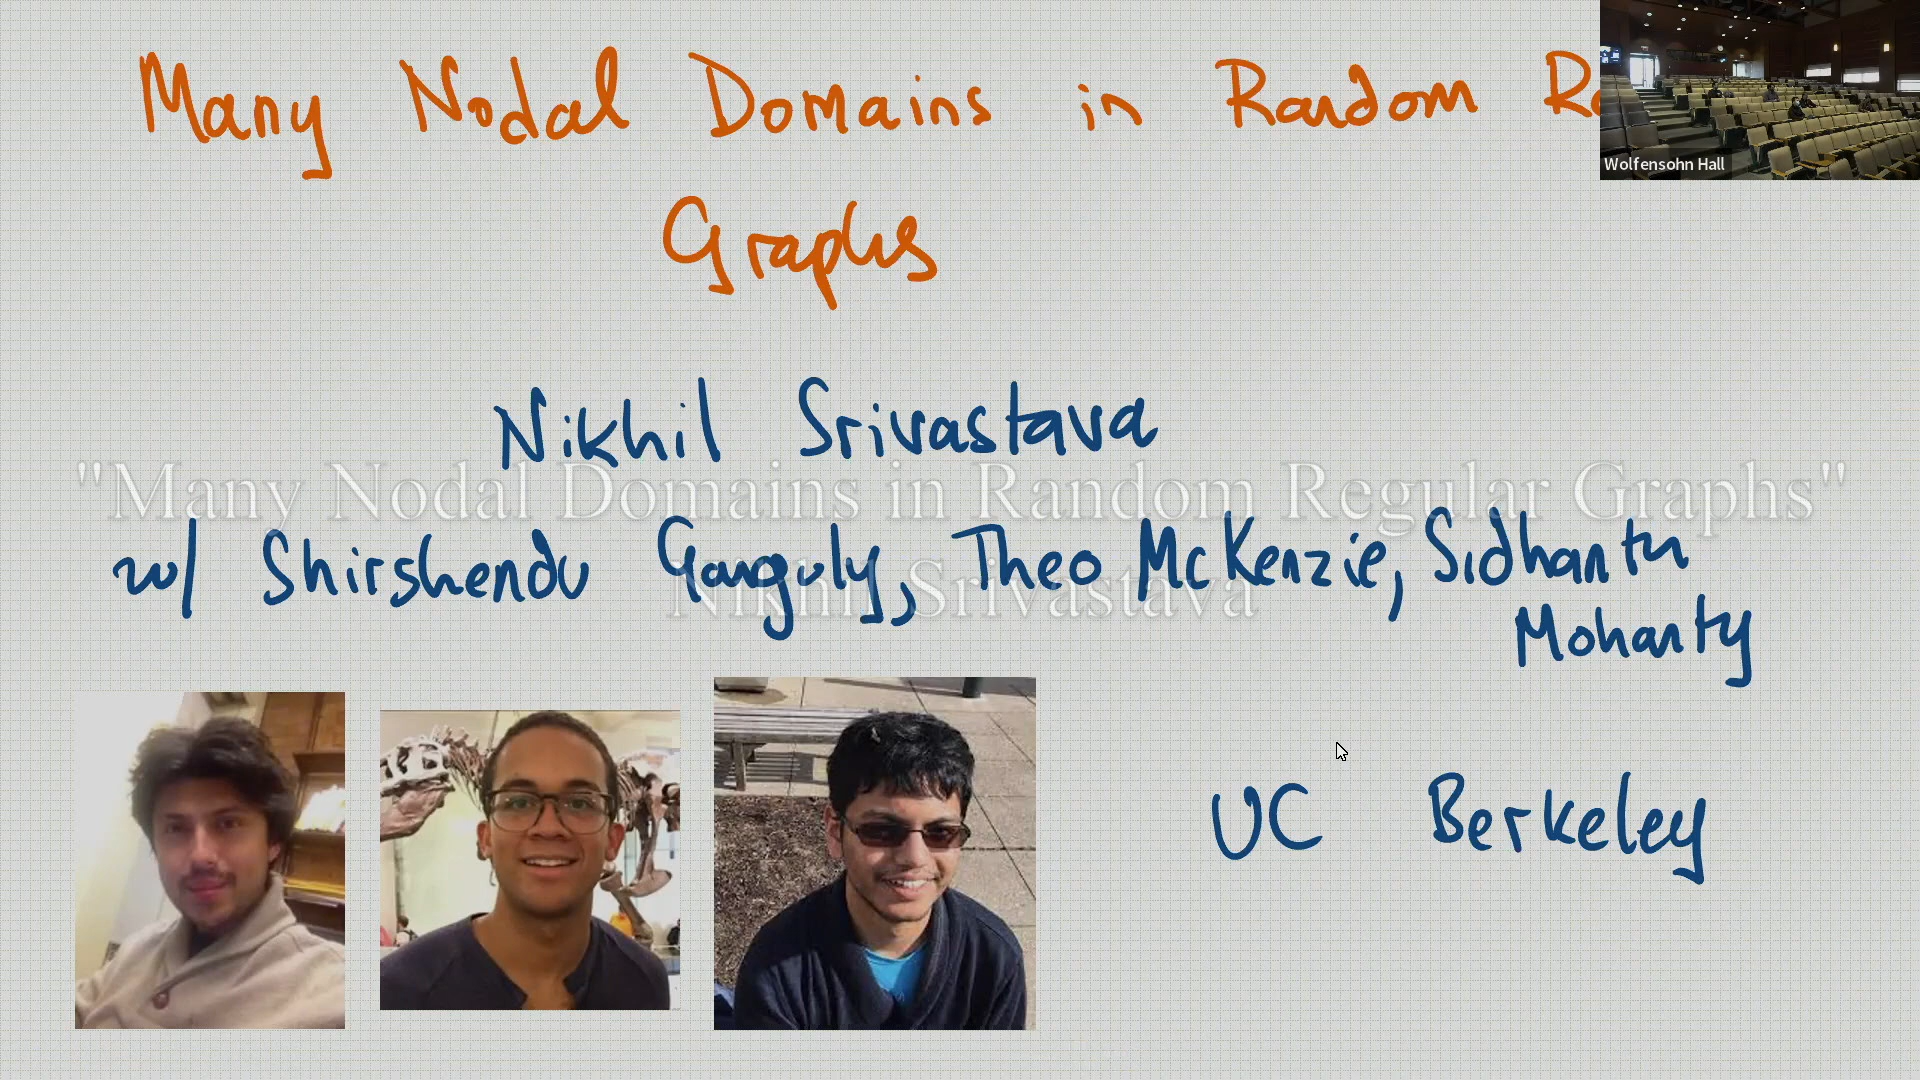 Many Nodal Domains in Random Re
Wolfensohn Hall
Graphs
Nikhil Srivastava
"Many Nodal Domains in Random Regular Graphs"
w/ Shirshendu Ganguly, Theo McKenzie, Sidhanth
Nikhil Srivastava
Mohanty
UC Berkeley